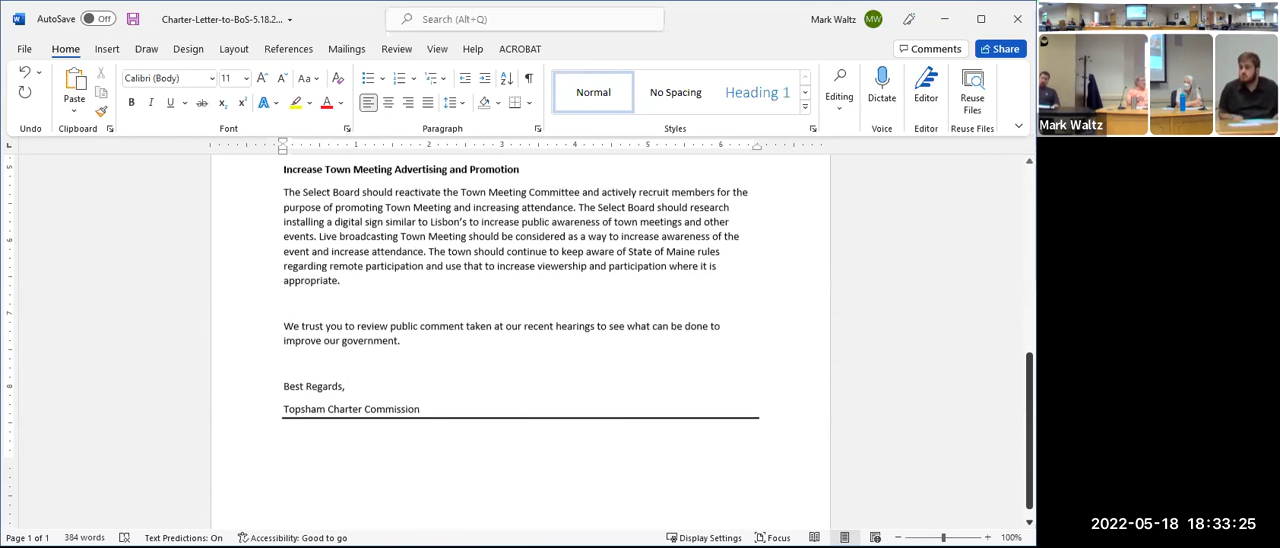 AutoSave Off Charter-Letter-to-BoS-5.18.2... Search (Alt+Q) Mark Waltz MW
File Home Insert Draw Design Layout References Mailings Review View Help ACROBAT Comments Share
Calibri (Body) 11 Aa
Normal No Spacing Heading 1
Paste Editing Dictate Editor Reuse Files
Undo Clipboard Font Paragraph Styles Voice Editor Reuse Files
Increase Town Meeting Advertising and Promotion
The Select Board should reactivate the Town Meeting Committee and actively recruit members for the
purpose of promoting Town Meeting and increasing attendance. The Select Board should research
installing a digital sign similar to Lisbon's to increase public awareness of town meetings and other
events. Live broadcasting Town Meeting should be considered as a way to increase awareness of the
event and increase attendance. The town should continue to keep aware of State of Maine rules
regarding remote participation and use that to increase viewership and participation where it is
appropriate.
We trust you to review public comment taken at our recent hearings to see what can be done to
improve our government.
Best Regards,
Topsham Charter Commission
Page 1 of 1 384 words Text Predictions: On Accessibility: Good to go Display Settings Focus 100%
Mark Waltz
2022-05-18 18:33:25